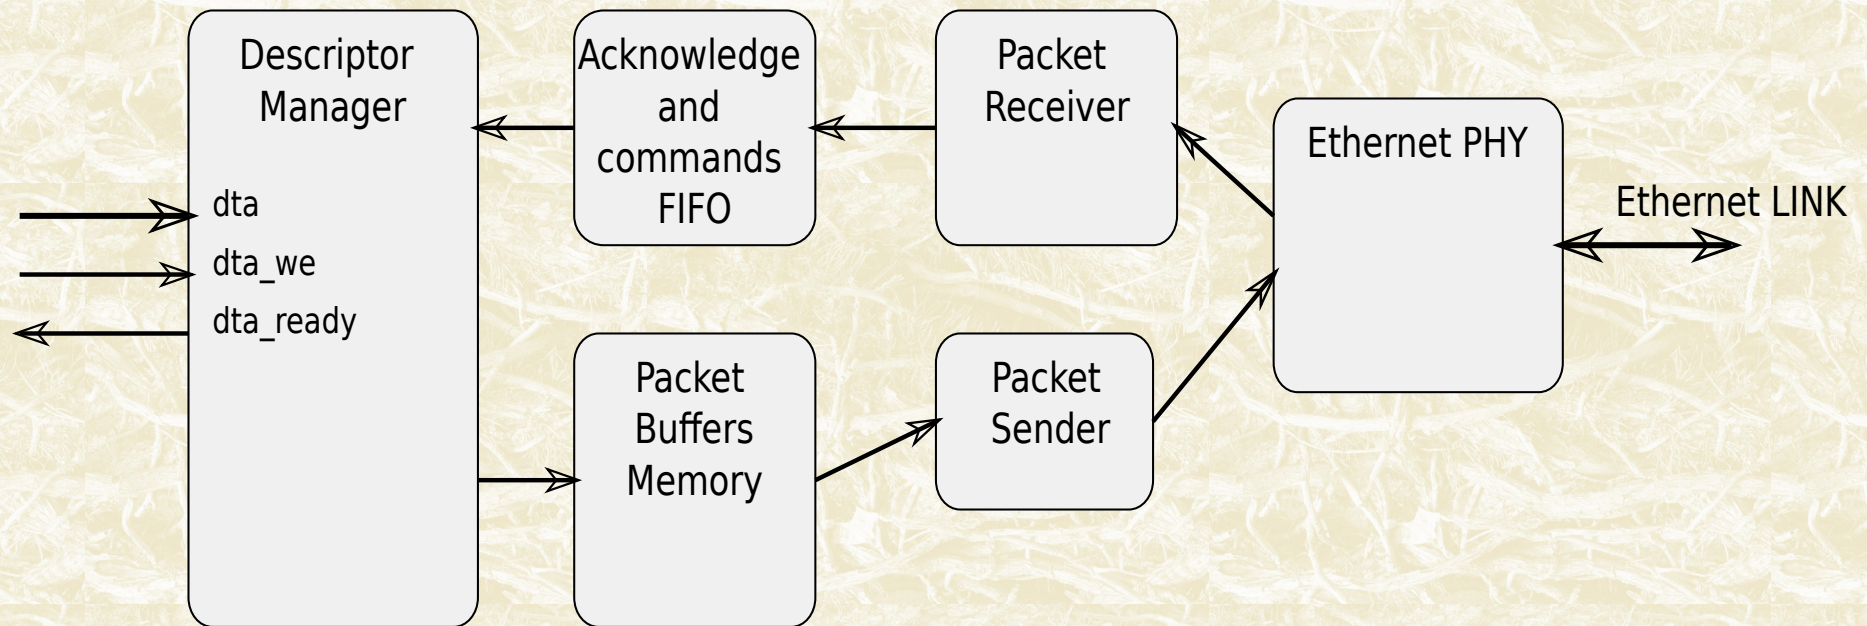 Descriptor
Manager
dta
dta_we
dta_ready
Acknowledge
and
commands
FIFO
Packet
Receiver
Ethernet PHY
Ethernet LINK
Packet
Buffers
Memory
Packet
Sender